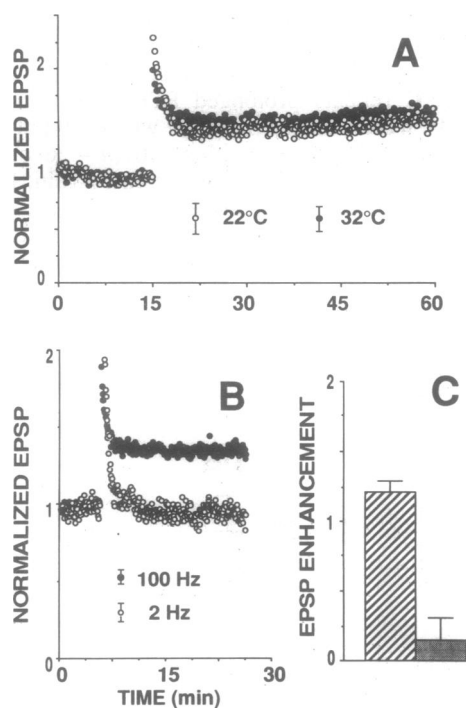 A
NORMALIZED EPSP
2
1
0
22°C
32°C
0
15
30
45
60
B
NORMALIZED EPSP
2
1
0
100 Hz
2 Hz
0
15
30
TIME (min)
C
EPSP ENHANCEMENT
1
0